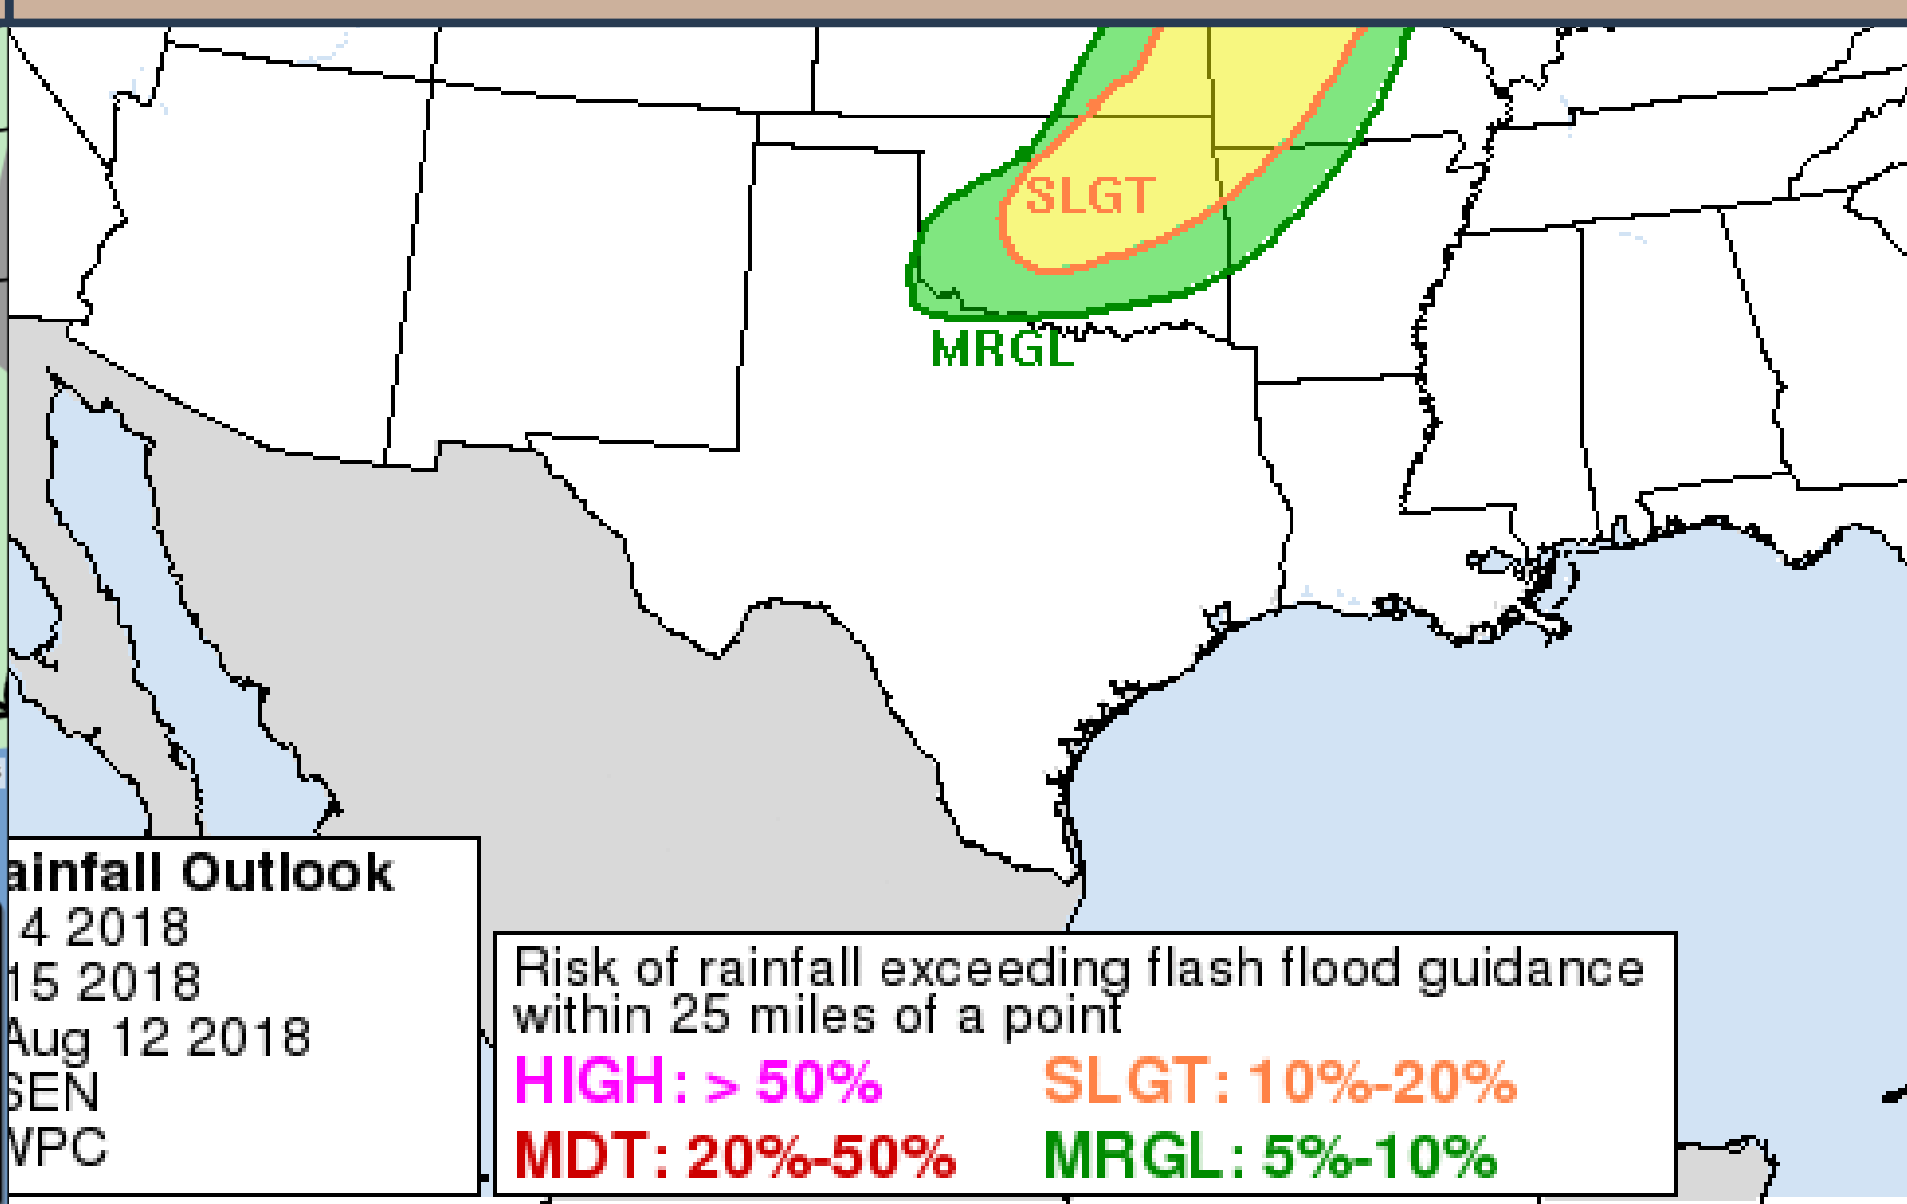 SLGT
MRGL
ainfall Outlook
4 2018
15 2018
Aug 12 2018
SEN
WPC
Risk of rainfall exceeding flash flood guidance
within 25 miles of a point
HIGH: > 50% SLGT: 10%-20%
MDT: 20%-50% MRGL: 5%-10%